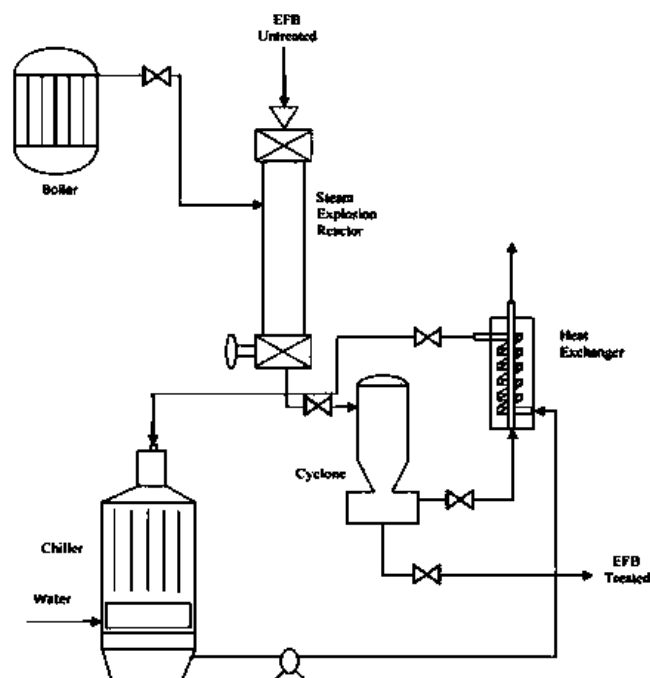 EFB
Untreated
Boiler
Steam
Explosion
Reactor
Heat
Exchanger
Cyclone
Chiller
EFB
Treated
Water